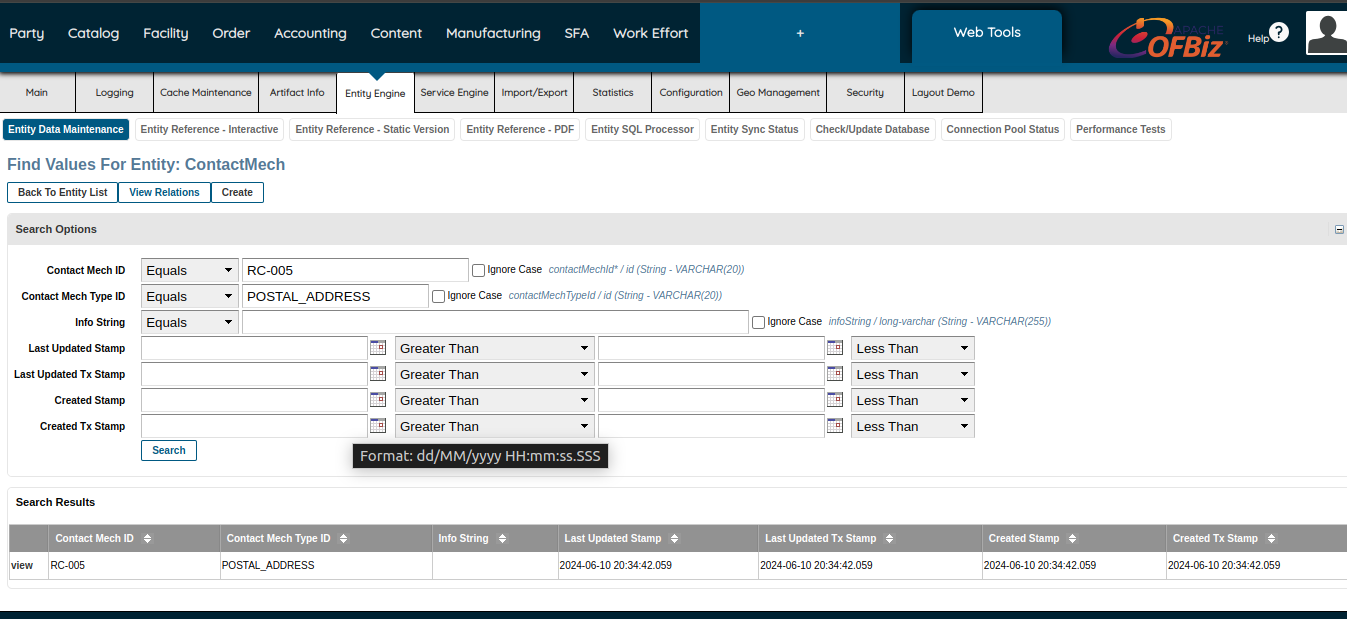 Party Catalog Facility Order Accounting Content Manufacturing SFA Work Effort + Web Tools APACHE OFBiz Help ?
Main Logging Cache Maintenance Artifact Info Entity Engine Service Engine Import/Export Statistics Configuration Geo Management Security Layout Demo
Entity Data Maintenance Entity Reference - Interactive Entity Reference - Static Version Entity Reference - PDF Entity SQL Processor Entity Sync Status Check/Update Database Connection Pool Status Performance Tests
Find Values For Entity: ContactMech
Back To Entity List View Relations Create
Search Options
Contact Mech ID Equals RC-005 Ignore Case contactMechId* / id (String - VARCHAR(20))
Contact Mech Type ID Equals POSTAL_ADDRESS Ignore Case contactMechTypeId / id (String - VARCHAR(20))
Info String Equals Ignore Case infoString / long-varchar (String - VARCHAR(255))
Last Updated Stamp Greater Than Less Than
Last Updated Tx Stamp Greater Than Less Than
Created Stamp Greater Than Less Than
Created Tx Stamp Greater Than Less Than
Search
Format: dd/MM/yyyy HH:mm:ss.SSS
Search Results
Contact Mech ID Contact Mech Type ID Info String Last Updated Stamp Last Updated Tx Stamp Created Stamp Created Tx Stamp
view RC-005 POSTAL_ADDRESS 2024-06-10 20:34:42.059 2024-06-10 20:34:42.059 2024-06-10 20:34:42.059 2024-06-10 20:34:42.059